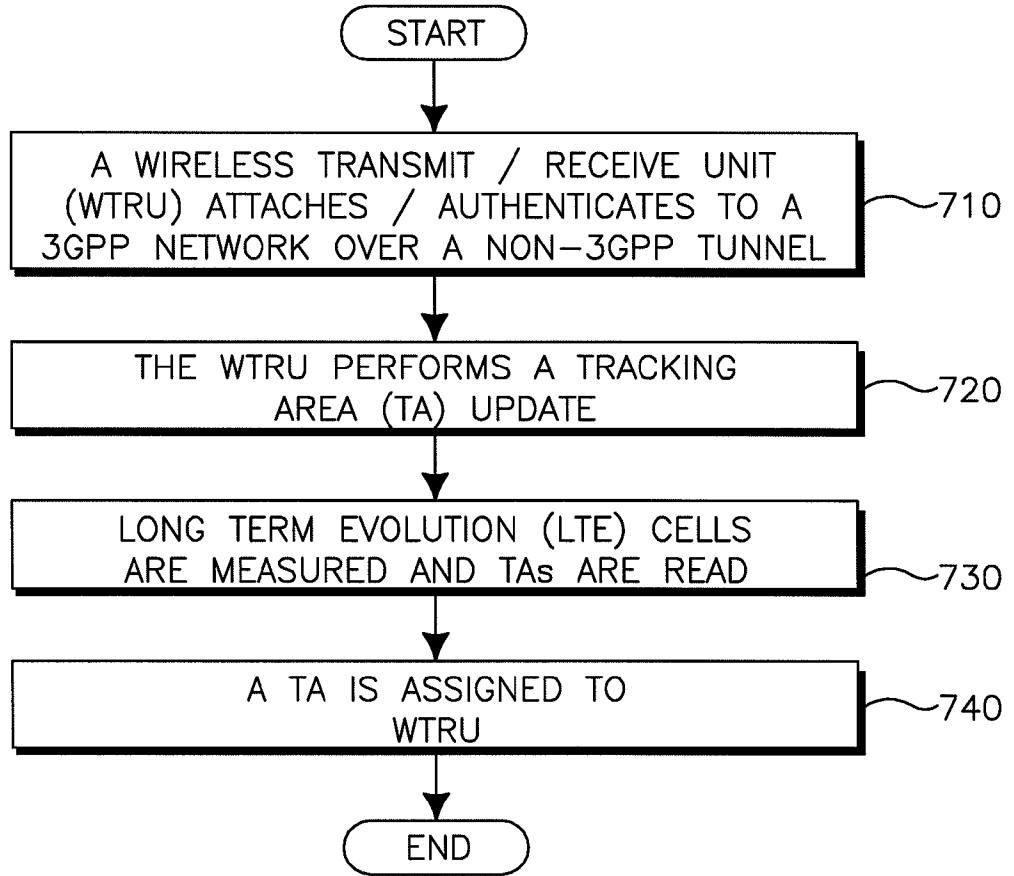 START
A WIRELESS TRANSMIT / RECEIVE UNIT
(WTRU) ATTACHES / AUTHENTICATES TO A
3GPP NETWORK OVER A NON-3GPP TUNNEL
710
THE WTRU PERFORMS A TRACKING
AREA (TA) UPDATE
720
LONG TERM EVOLUTION (LTE) CELLS
ARE MEASURED AND TAs ARE READ
730
A TA IS ASSIGNED TO
WTRU
740
END